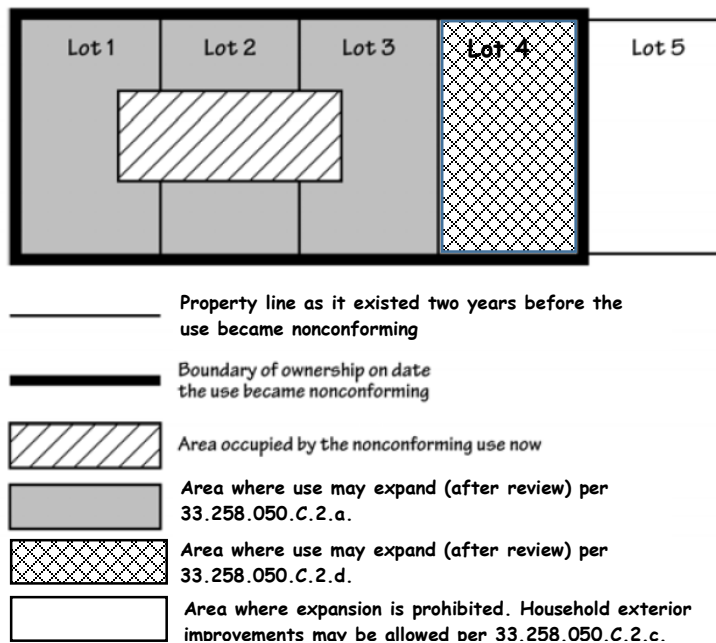 Lot 1
Lot 2
Lot 3
Lot 4
Lot 5
Property line as it existed two years before the
use became nonconforming
Boundary of ownership on date
the use became nonconforming
Area occupied by the nonconforming use now
Area where use may expand (after review) per
33.258.050.C.2.a.
Area where use may expand (after review) per
33.258.050.C.2.d.
Area where expansion is prohibited. Household exterior
improvements may be allowed per 33.258.050.C.2.c.